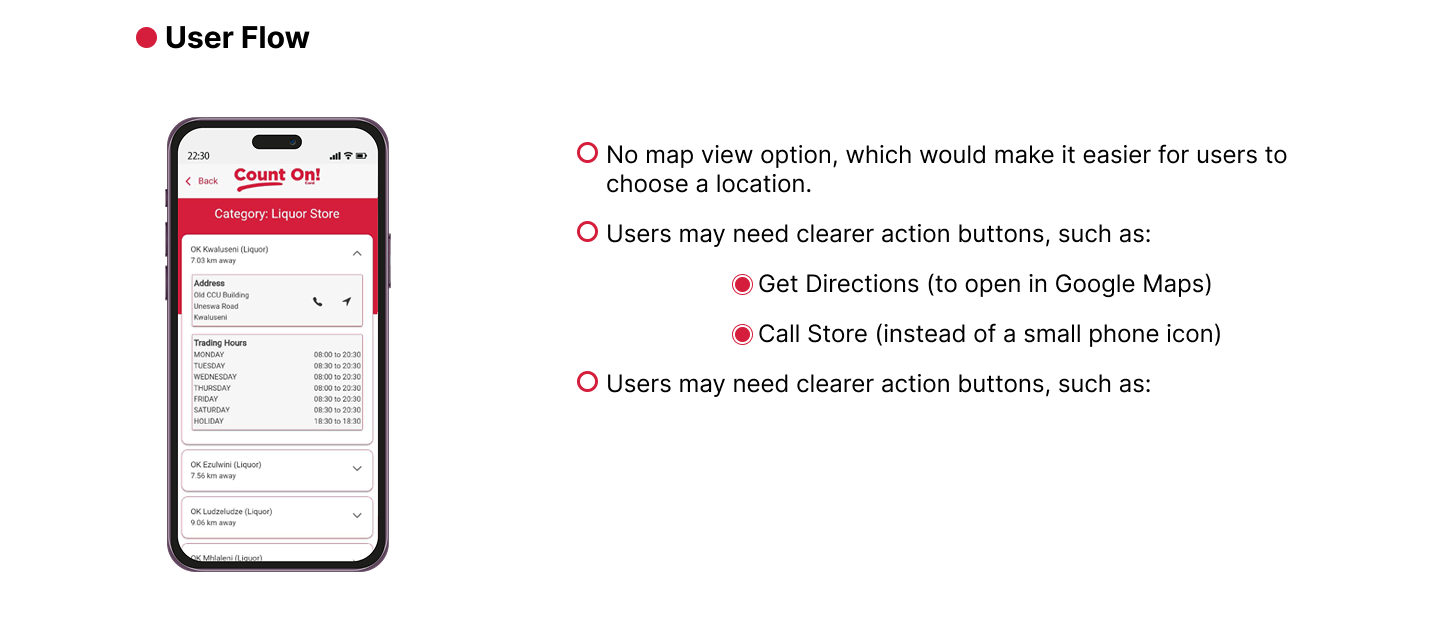 User Flow
22:30
Back
Count On!
Card
Category: Liquor Store
OK Kwaluseni (Liquor)
7.03 km away
Address
Old CCU Building
Uneswa Road
Kwaluseni
Trading Hours
MONDAY 08:00 to 20:30
TUESDAY 08:30 to 20:30
WEDNESDAY 08:00 to 20:30
THURSDAY 08:00 to 20:30
FRIDAY 08:30 to 20:30
SATURDAY 08:30 to 20:30
HOLIDAY 18:30 to 18:30
OK Ezulwini (Liquor)
7.56 km away
OK Ludzeludze (Liquor)
9.06 km away
OK Mhlaleni (Liquor)
No map view option, which would make it easier for users to
choose a location.
Users may need clearer action buttons, such as:
Get Directions (to open in Google Maps)
Call Store (instead of a small phone icon)
Users may need clearer action buttons, such as: